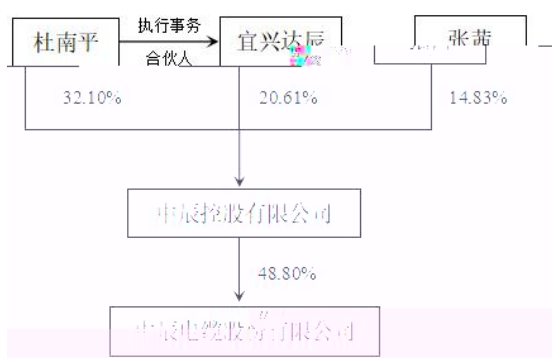 执行事务
杜南平
宜兴达辰
张茜
合伙人
32.10%
20.61%
14.83%
中辰控股有限公司
48.80%
中辰电缆股份有限公司